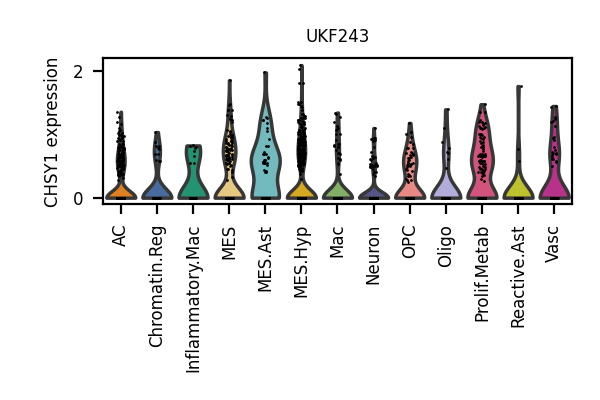 UKF243
CHSY1 expression
2
0
AC
Chromatin.Reg
Inflammatory.Mac
MES
MES.Ast
MES.Hyp
Mac
Neuron
OPC
Oligo
Prolif.Metab
Reactive.Ast
Vasc